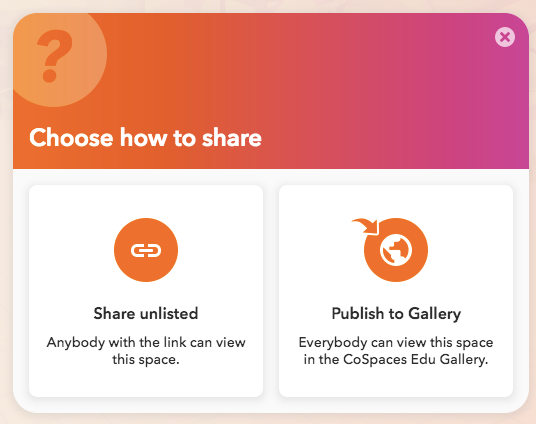 ?
Choose how to share
Share unlisted
Anybody with the link can view
this space.
Publish to Gallery
Everybody can view this space
in the CoSpaces Edu Gallery.